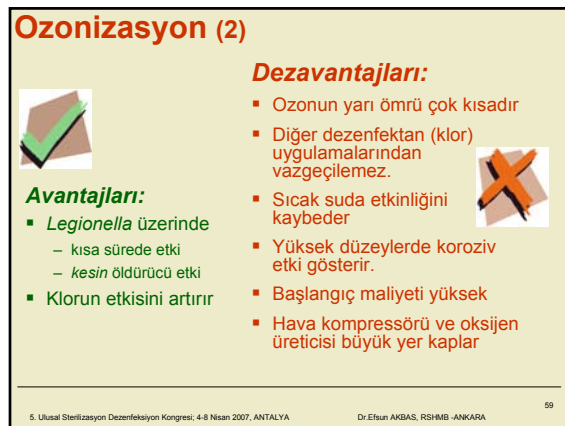 Ozonizasyon (2)
Avantajları:
▪ Legionella üzerinde
– kısa sürede etki
– kesin öldürücü etki
▪ Klorun etkisini artırır
Dezavantajları:
▪ Ozonun yarı ömrü çok kısadır
▪ Diğer dezenfektan (klor)
uygulamalarından
vazgeçilemez.
▪ Sıcak suda etkinliğini
kaybeder
▪ Yüksek düzeylerde koroziv
etki gösterir.
▪ Başlangıç maliyeti yüksek
▪ Hava kompressörü ve oksijen
üreticisi büyük yer kaplar
59
5. Ulusal Sterilizasyon Dezenfeksiyon Kongresi; 4-8 Nisan 2007, ANTALYA Dr.Efsun AKBAS, RSHMB -ANKARA